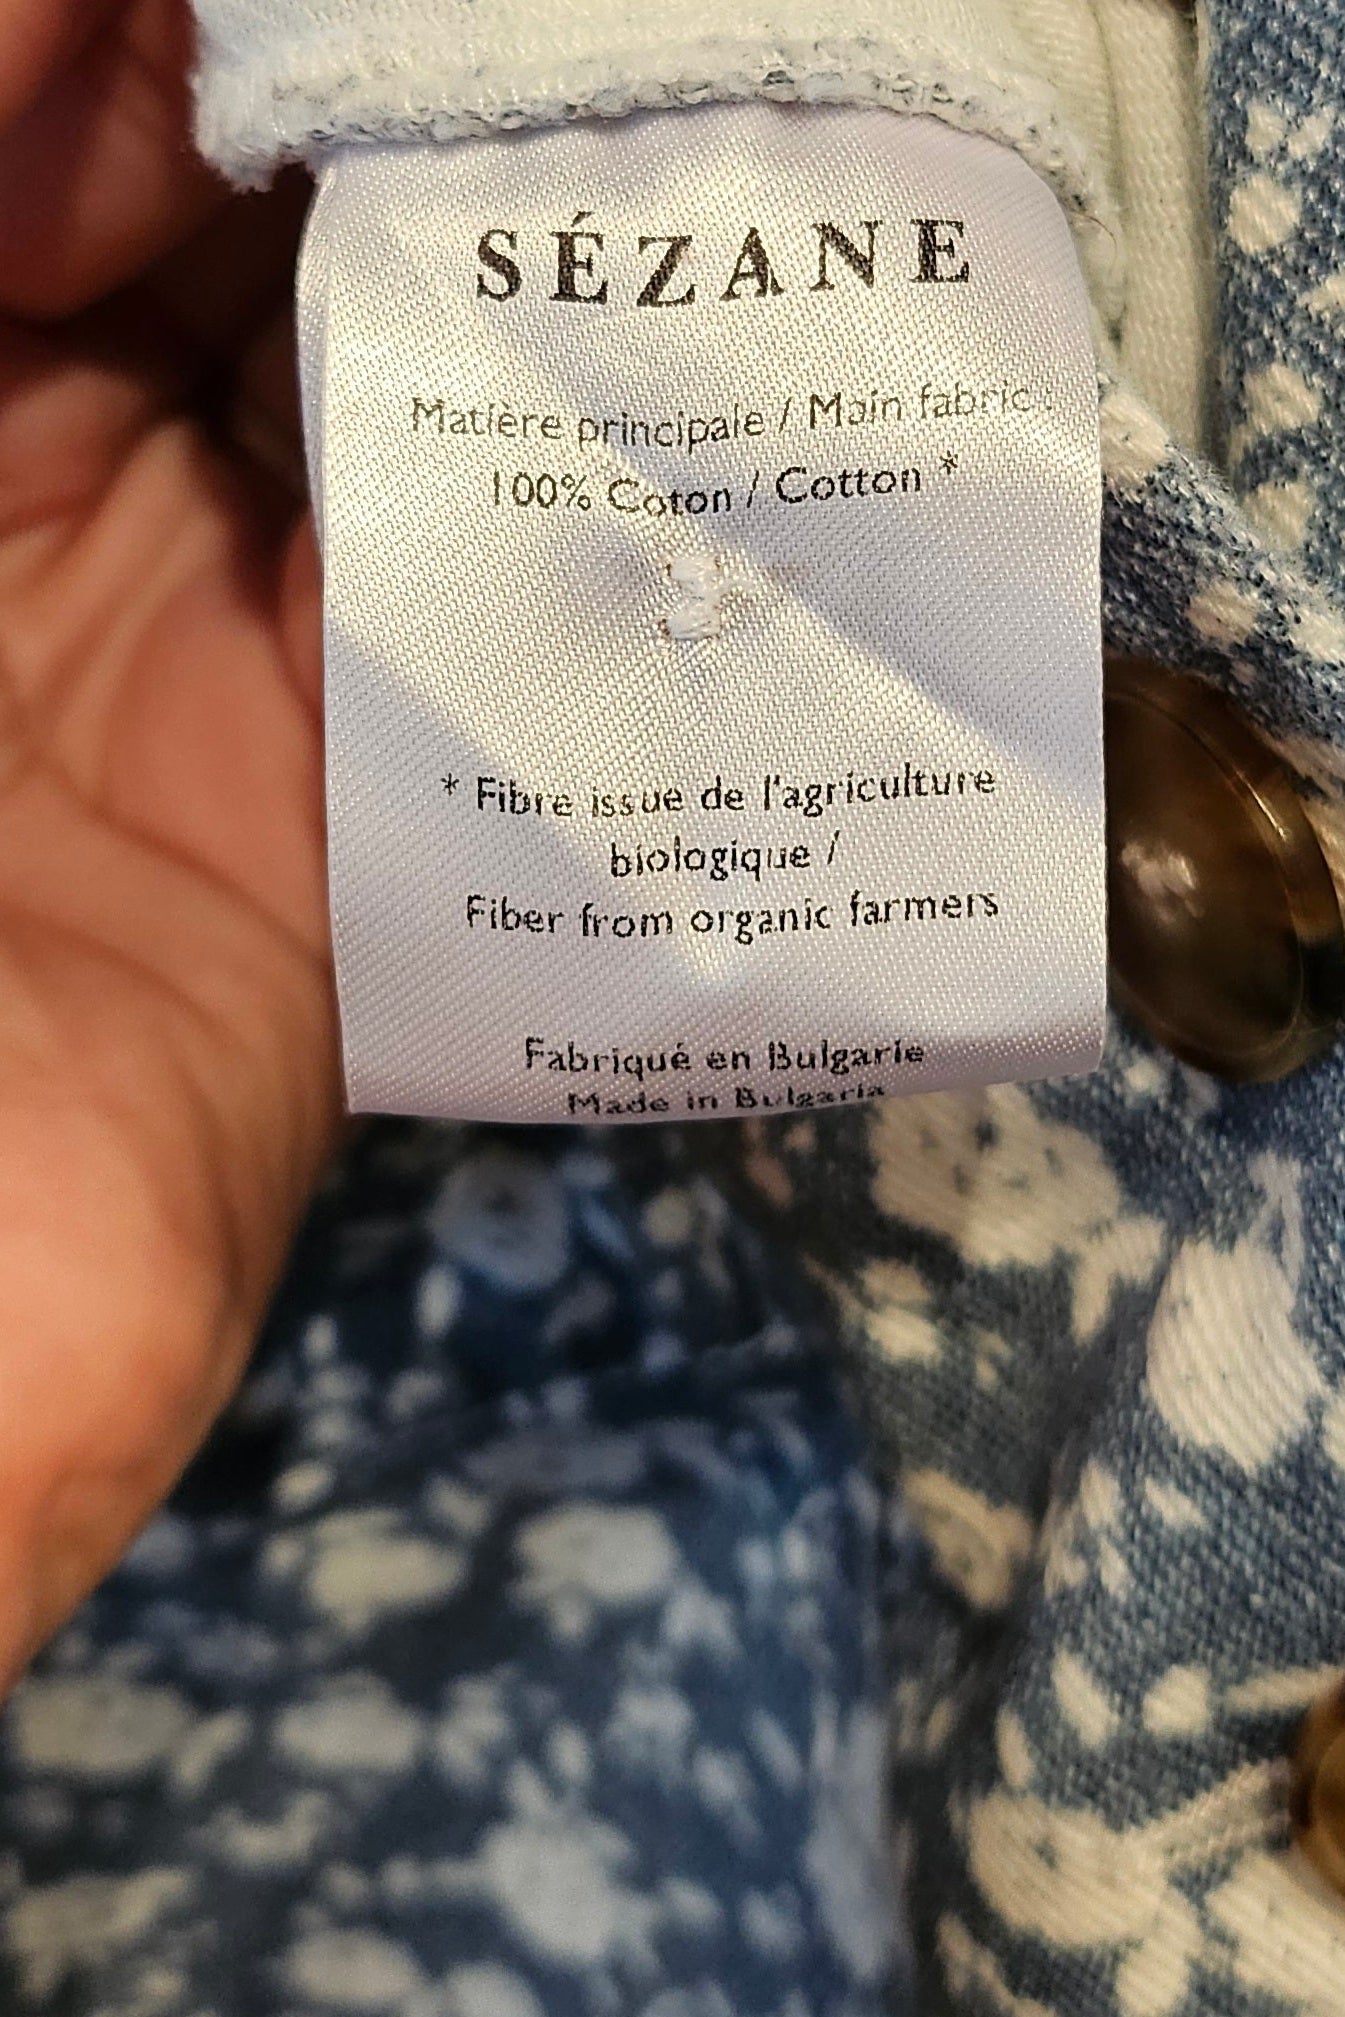 SÉZANE
Matière principale / Main fabric :
100% Coton / Cotton *
* Fibre issue de l'agriculture
biologique /
Fiber from organic farmers
Fabriqué en Bulgarie
Made in Bulgaria